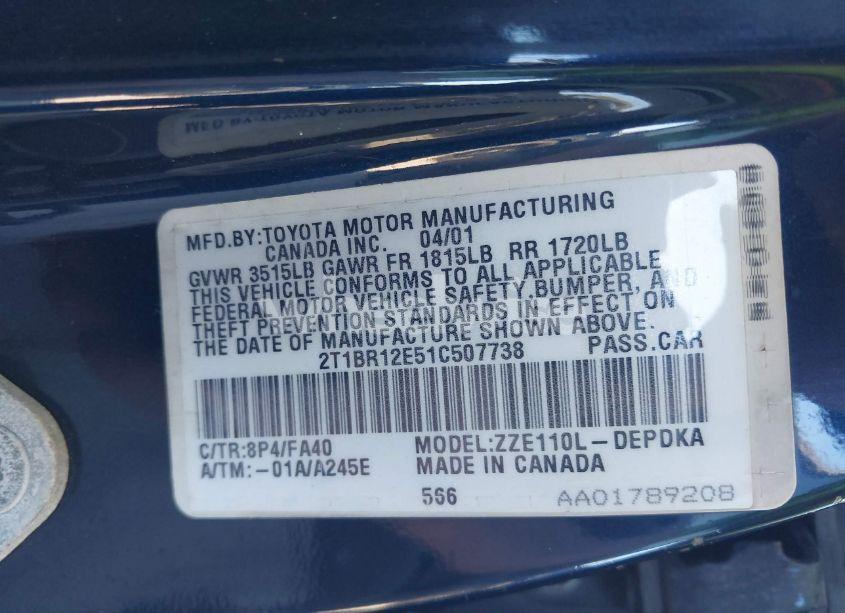 MFD.BY:TOYOTA MOTOR MANUFACTURING
CANADA INC. 04/01
GVWR 3515LB GAWR FR 1815LB RR 1720LB
THIS VEHICLE CONFORMS TO ALL APPLICABLE
FEDERAL MOTOR VEHICLE SAFETY, BUMPER, AND
THEFT PREVENTION STANDARDS IN EFFECT ON
THE DATE OF MANUFACTURE SHOWN ABOVE.
2T1BR12E51C507738 PASS.CAR
C/TR:8P4/FA40 MODEL:ZZE110L-DEPDKA
A/TM:-01A/A245E MADE IN CANADA
566 AA01789208